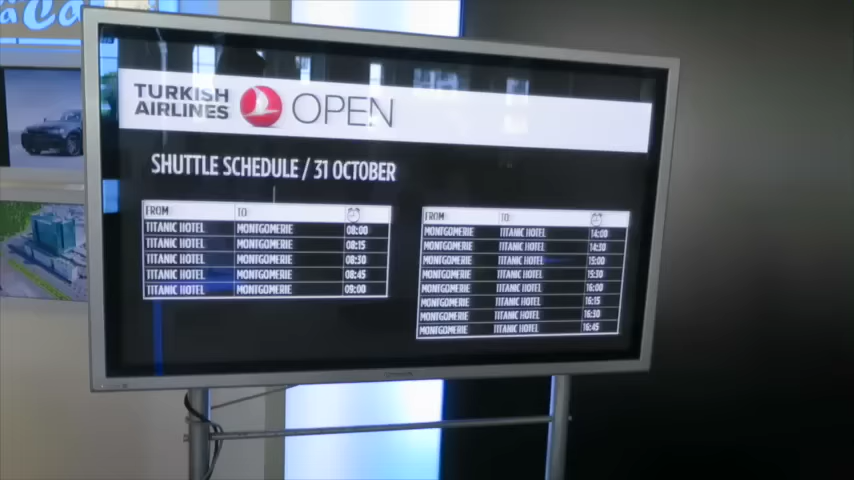 TURKISH
AIRLINES
OPEN
SHUTTLE SCHEDULE / 31 OCTOBER
FROM: TO:
TITANIC HOTEL MONTGOMERIE 08:00
TITANIC HOTEL MONTGOMERIE 08:15
TITANIC HOTEL MONTGOMERIE 08:30
TITANIC HOTEL MONTGOMERIE 08:45
TITANIC HOTEL MONTGOMERIE 09:00
FROM: TO:
MONTGOMERIE TITANIC HOTEL 14:00
MONTGOMERIE TITANIC HOTEL 14:30
MONTGOMERIE TITANIC HOTEL 15:00
MONTGOMERIE TITANIC HOTEL 15:30
MONTGOMERIE TITANIC HOTEL 16:00
MONTGOMERIE TITANIC HOTEL 16:15
MONTGOMERIE TITANIC HOTEL 16:30
MONTGOMERIE TITANIC HOTEL 16:45